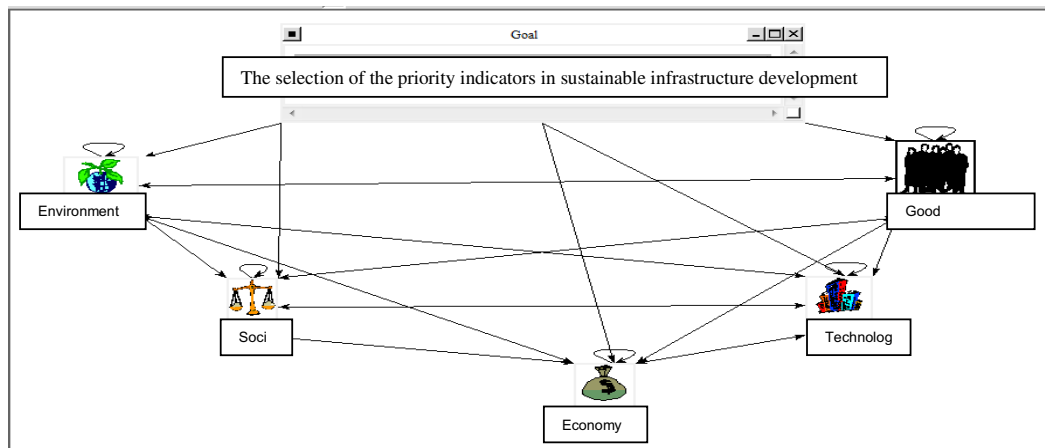 Goal
The selection of the priority indicators in sustainable infrastructure development
Environment
Good
Soci
Technolog
Economy